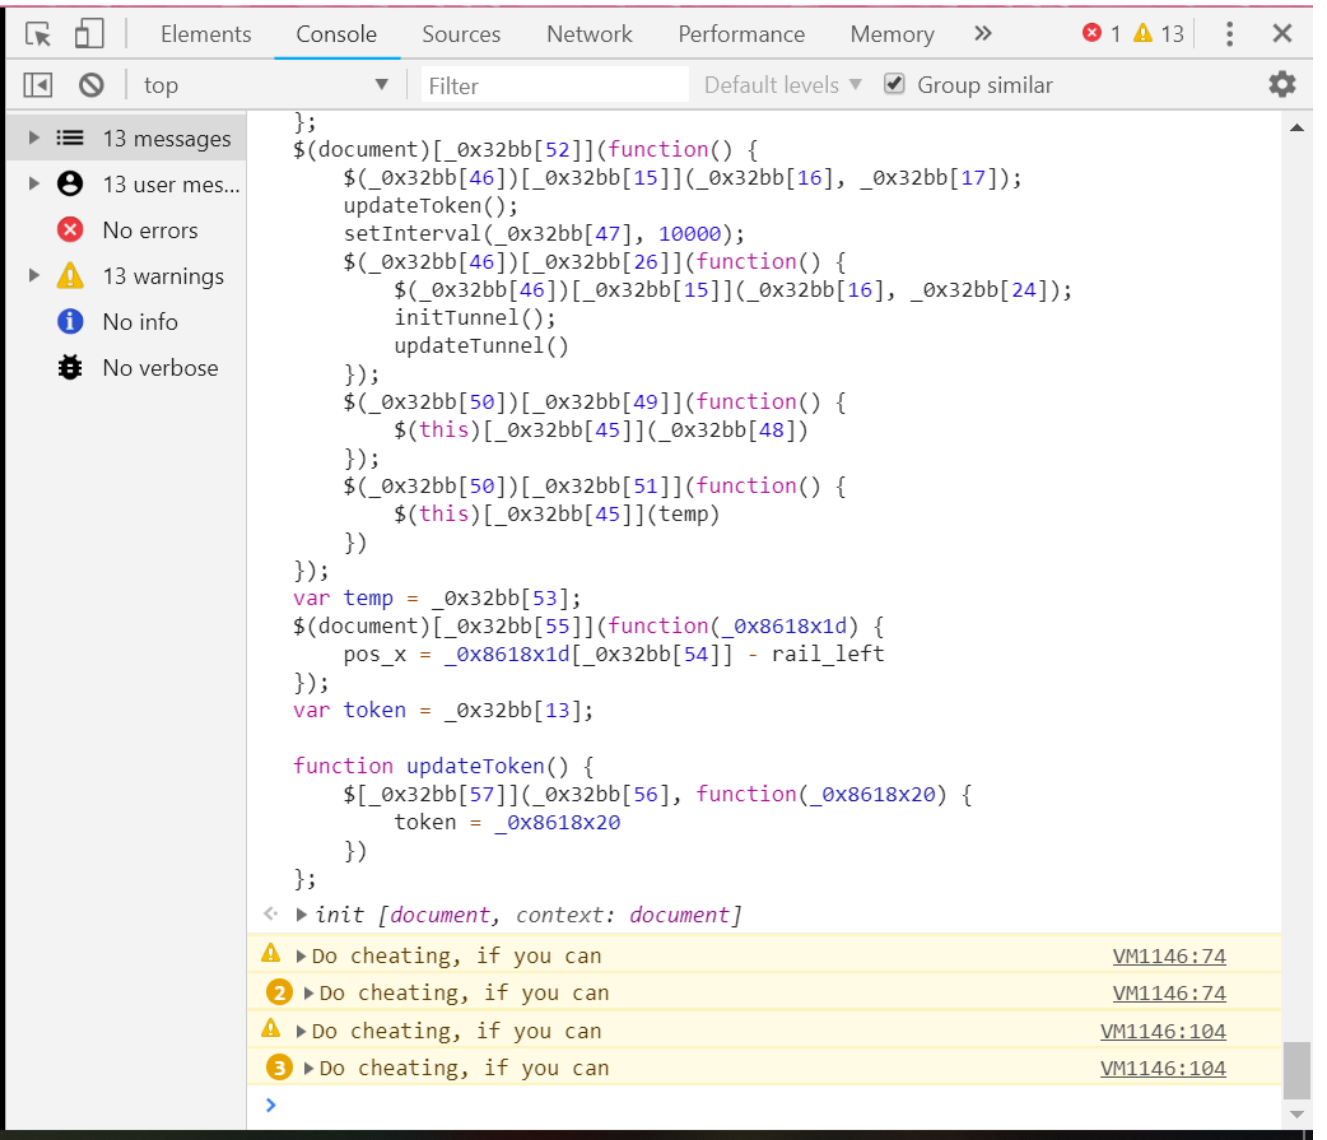 Elements Console Sources Network Performance Memory » 1 13
top ▼ Filter Default levels ▼ Group similar
13 messages
13 user mes...
No errors
13 warnings
No info
No verbose
};
$(document)[_0x32bb[52]](function() {
    $(_0x32bb[46])[_0x32bb[15]](_0x32bb[16], _0x32bb[17]);
    updateToken();
    setInterval(_0x32bb[47], 10000);
    $(_0x32bb[46])[_0x32bb[26]](function() {
        $(_0x32bb[46])[_0x32bb[15]](_0x32bb[16], _0x32bb[24]);
        initTunnel();
        updateTunnel()
    });
    $(_0x32bb[50])[_0x32bb[49]](function() {
        $(this)[_0x32bb[45]](_0x32bb[48])
    });
    $(_0x32bb[50])[_0x32bb[51]](function() {
        $(this)[_0x32bb[45]](temp)
    })
});
var temp = _0x32bb[53];
$(document)[_0x32bb[55]](function(_0x8618x1d) {
    pos_x = _0x8618x1d[_0x32bb[54]] - rail_left
});
var token = _0x32bb[13];
function updateToken() {
    $[_0x32bb[57]](_0x32bb[56], function(_0x8618x20) {
        token = _0x8618x20
    })
};
init [document, context: document]
Do cheating, if you can VM1146:74
2 Do cheating, if you can VM1146:74
Do cheating, if you can VM1146:104
3 Do cheating, if you can VM1146:104